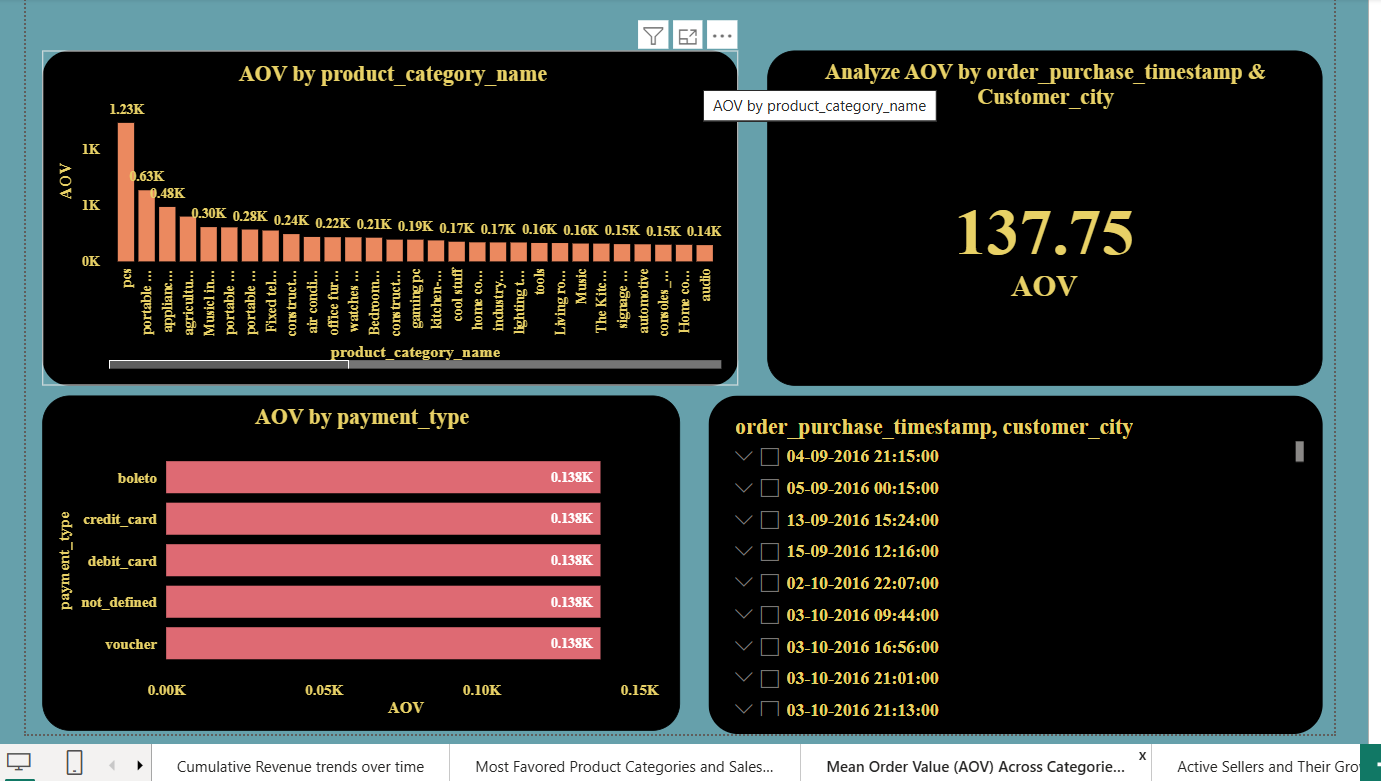 AOV by product_category_name
1.23K
1K
0.63K
0.48K
1K
0.30K 0.28K 0.24K 0.22K 0.21K 0.19K 0.17K 0.17K 0.16K 0.16K 0.15K 0.15K 0.14K
0K
AOV
pcs
portable ...
applianc...
agricultu...
Musicl in...
portable ...
portable ...
Fixed tel...
construct...
air condi...
office fur...
watches ...
Bedroom...
construct...
gaming pc
kitchen-...
cool stuff
home co...
industry...
lighting t...
tools
Living ro...
Music
The Kitc...
signage ...
automotive
consoles_...
Home co...
audio
product_category_name
AOV by product_category_name
Analyze AOV by order_purchase_timestamp &
Customer_city
137.75
AOV
AOV by payment_type
payment_type
boleto 0.138K
credit_card 0.138K
debit_card 0.138K
not_defined 0.138K
voucher 0.138K
0.00K 0.05K 0.10K 0.15K
AOV
order_purchase_timestamp, customer_city
04-09-2016 21:15:00
05-09-2016 00:15:00
13-09-2016 15:24:00
15-09-2016 12:16:00
02-10-2016 22:07:00
03-10-2016 09:44:00
03-10-2016 16:56:00
03-10-2016 21:01:00
03-10-2016 21:13:00
Cumulative Revenue trends over time
Most Favored Product Categories and Sales...
Mean Order Value (AOV) Across Categorie...
x
Active Sellers and Their Gro